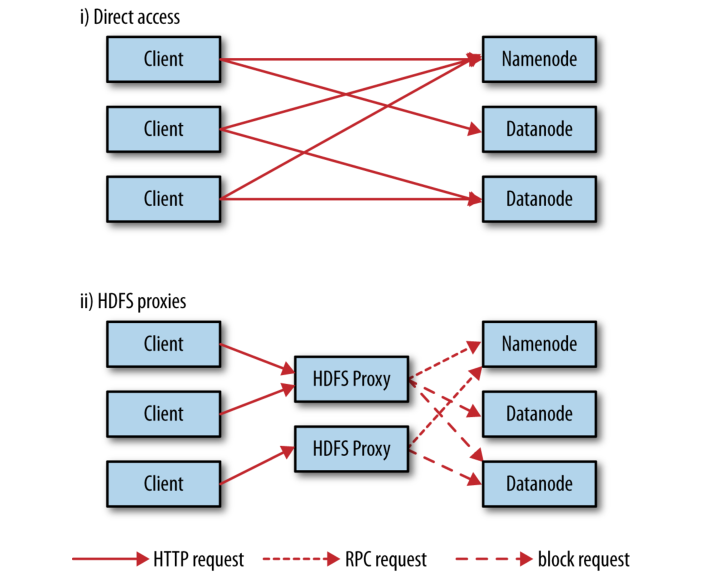 i) Direct access
Client
Namenode
Client
Datanode
Client
Datanode
ii) HDFS proxies
Client
Namenode
HDFS Proxy
Client
Datanode
HDFS Proxy
Client
Datanode
HTTP request
RPC request
block request